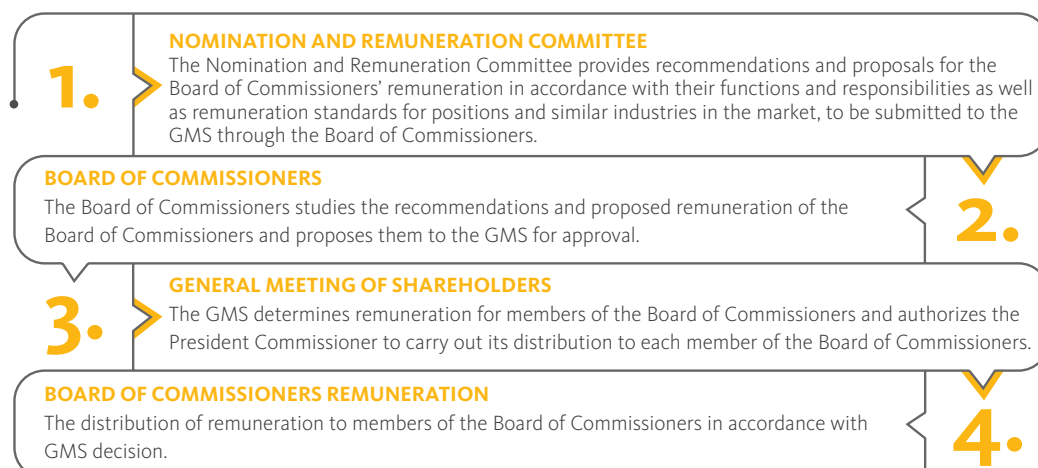 1.
NOMINATION AND REMUNERATION COMMITTEE
The Nomination and Remuneration Committee provides recommendations and proposals for the
Board of Commissioners’ remuneration in accordance with their functions and responsibilities as well
as remuneration standards for positions and similar industries in the market, to be submitted to the
GMS through the Board of Commissioners.
BOARD OF COMMISSIONERS
The Board of Commissioners studies the recommendations and proposed remuneration of the
Board of Commissioners and proposes them to the GMS for approval.
2.
3.
GENERAL MEETING OF SHAREHOLDERS
The GMS determines remuneration for members of the Board of Commissioners and authorizes the
President Commissioner to carry out its distribution to each member of the Board of Commissioners.
BOARD OF COMMISSIONERS REMUNERATION
The distribution of remuneration to members of the Board of Commissioners in accordance with
GMS decision.
4.